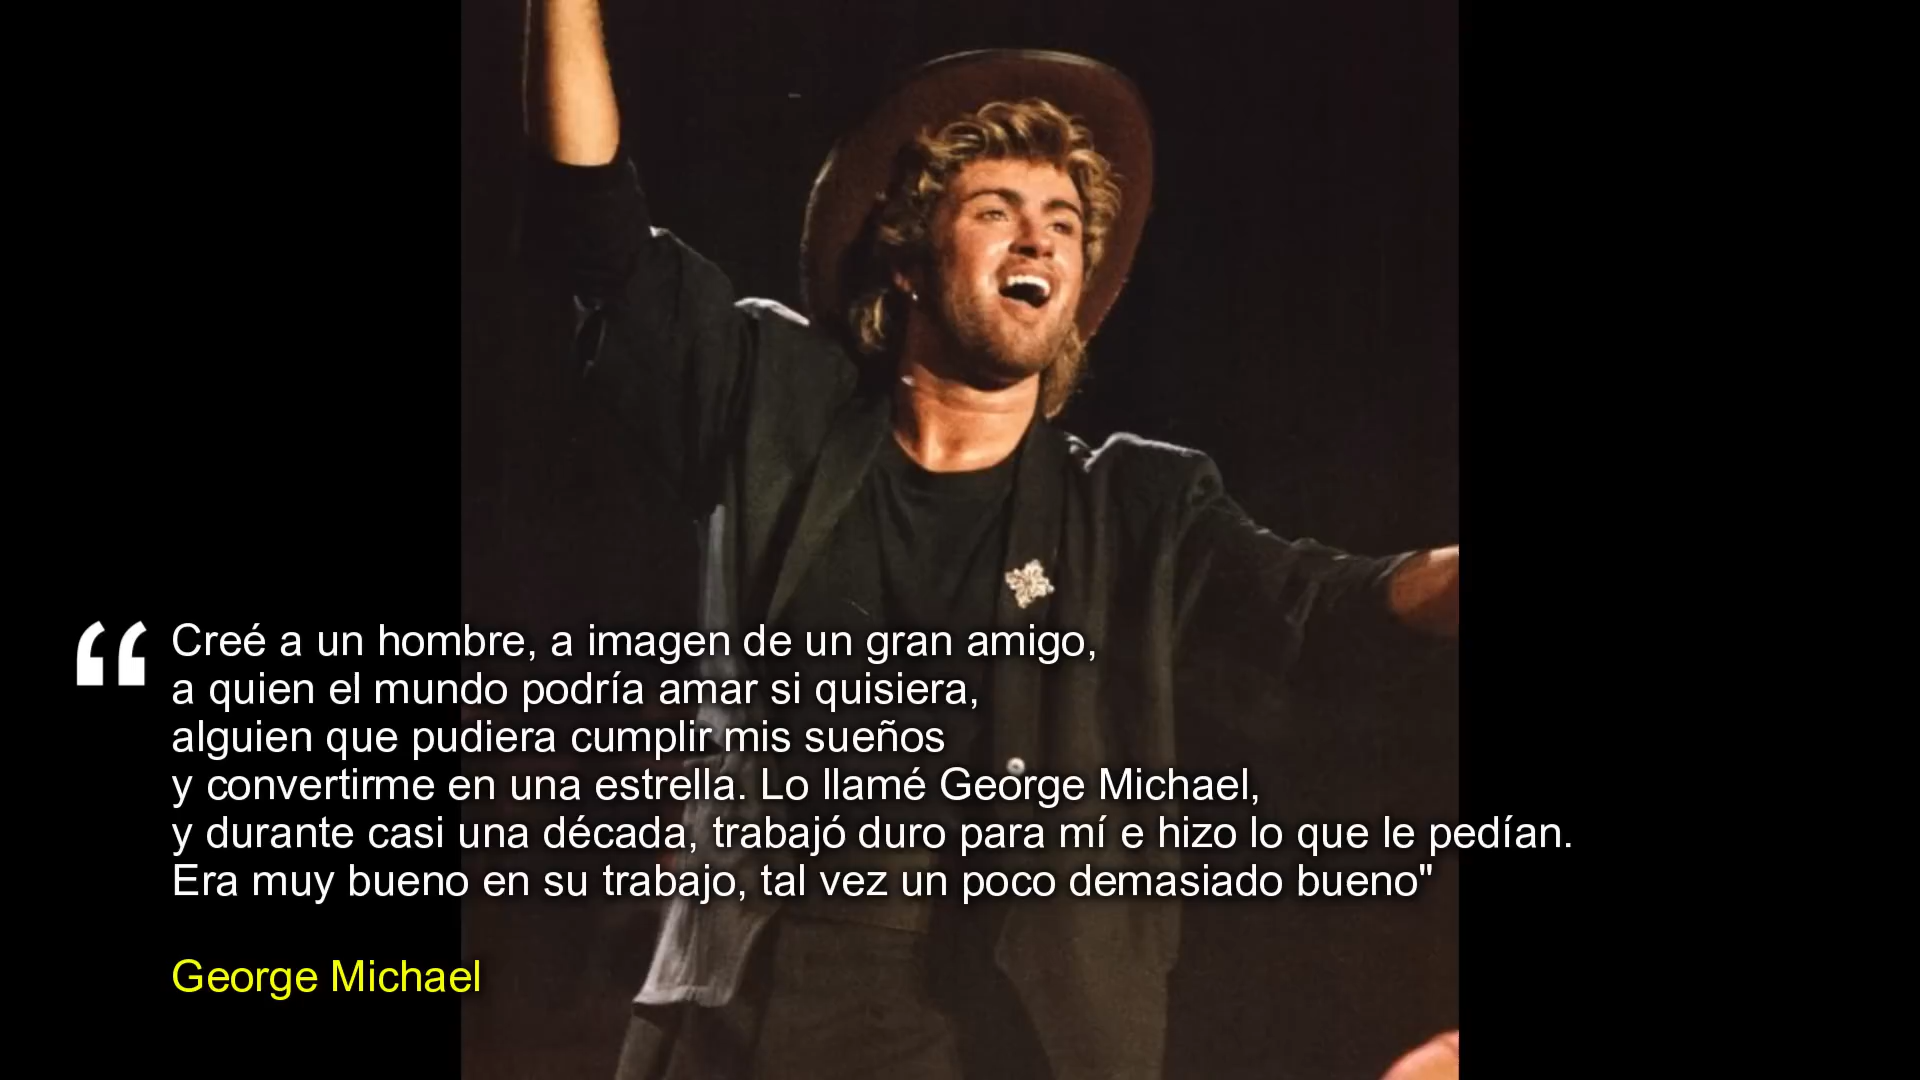 “ Creé a un hombre, a imagen de un gran amigo,
a quien el mundo podría amar si quisiera,
alguien que pudiera cumplir mis sueños
y convertirme en una estrella. Lo llamé George Michael,
y durante casi una década, trabajó duro para mí e hizo lo que le pedían.
Era muy bueno en su trabajo, tal vez un poco demasiado bueno"
George Michael